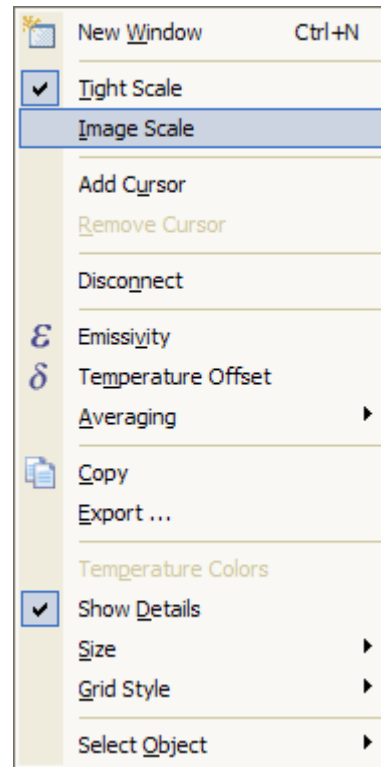 New Window Ctrl+N
Tight Scale
Image Scale
Add Cursor
Remove Cursor
Disconnect
ε Emissivity
δ Temperature Offset
Averaging
Copy
Export ...
Temperature Colors
Show Details
Size
Grid Style
Select Object